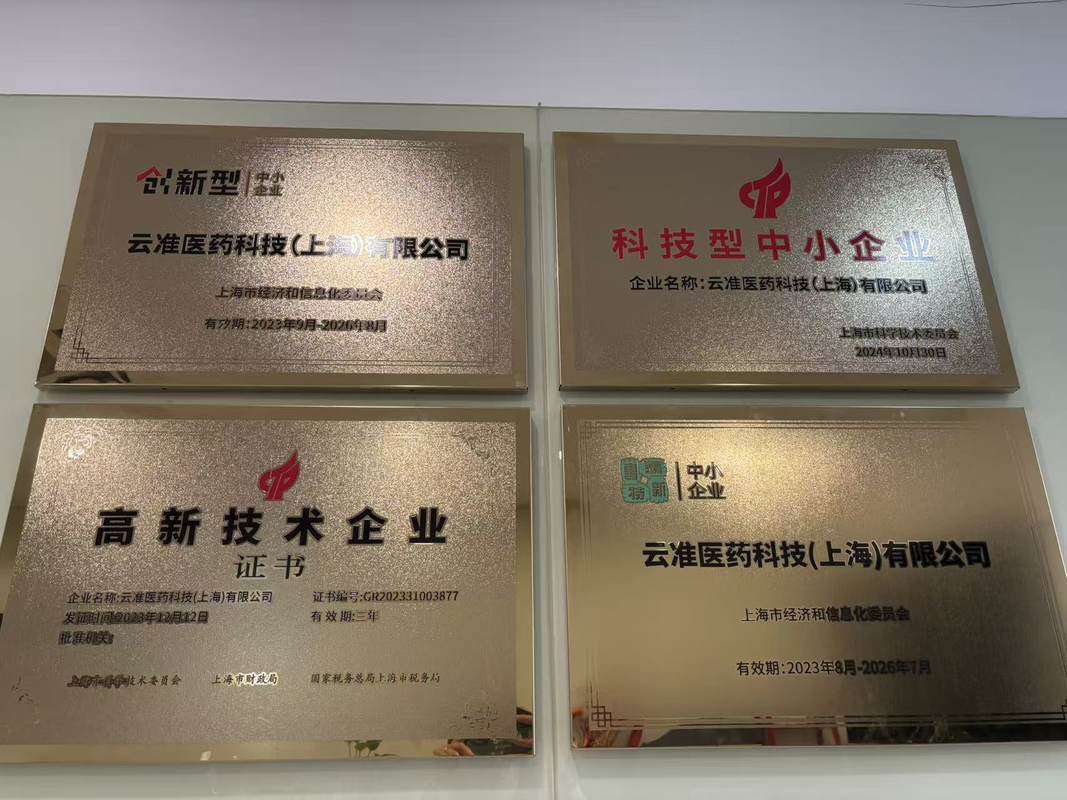 创新型 中小企业
云准医药科技(上海)有限公司
上海市经济和信息化委员会
有效期:2023年9月-2026年8月
科技型中小企业
企业名称:云准医药科技(上海)有限公司
上海市科学技术委员会
2024年10月30日
高新技术企业
证书
企业名称:云准医药科技(上海)有限公司 证书编号:GR202331003877
发证时间:2023年12月12日 有效期:三年
批准机关:
上海市科学技术委员会 上海市财政局 国家税务总局上海市税务局
专精特新 中小企业
云准医药科技(上海)有限公司
上海市经济和信息化委员会
有效期:2023年8月-2026年7月